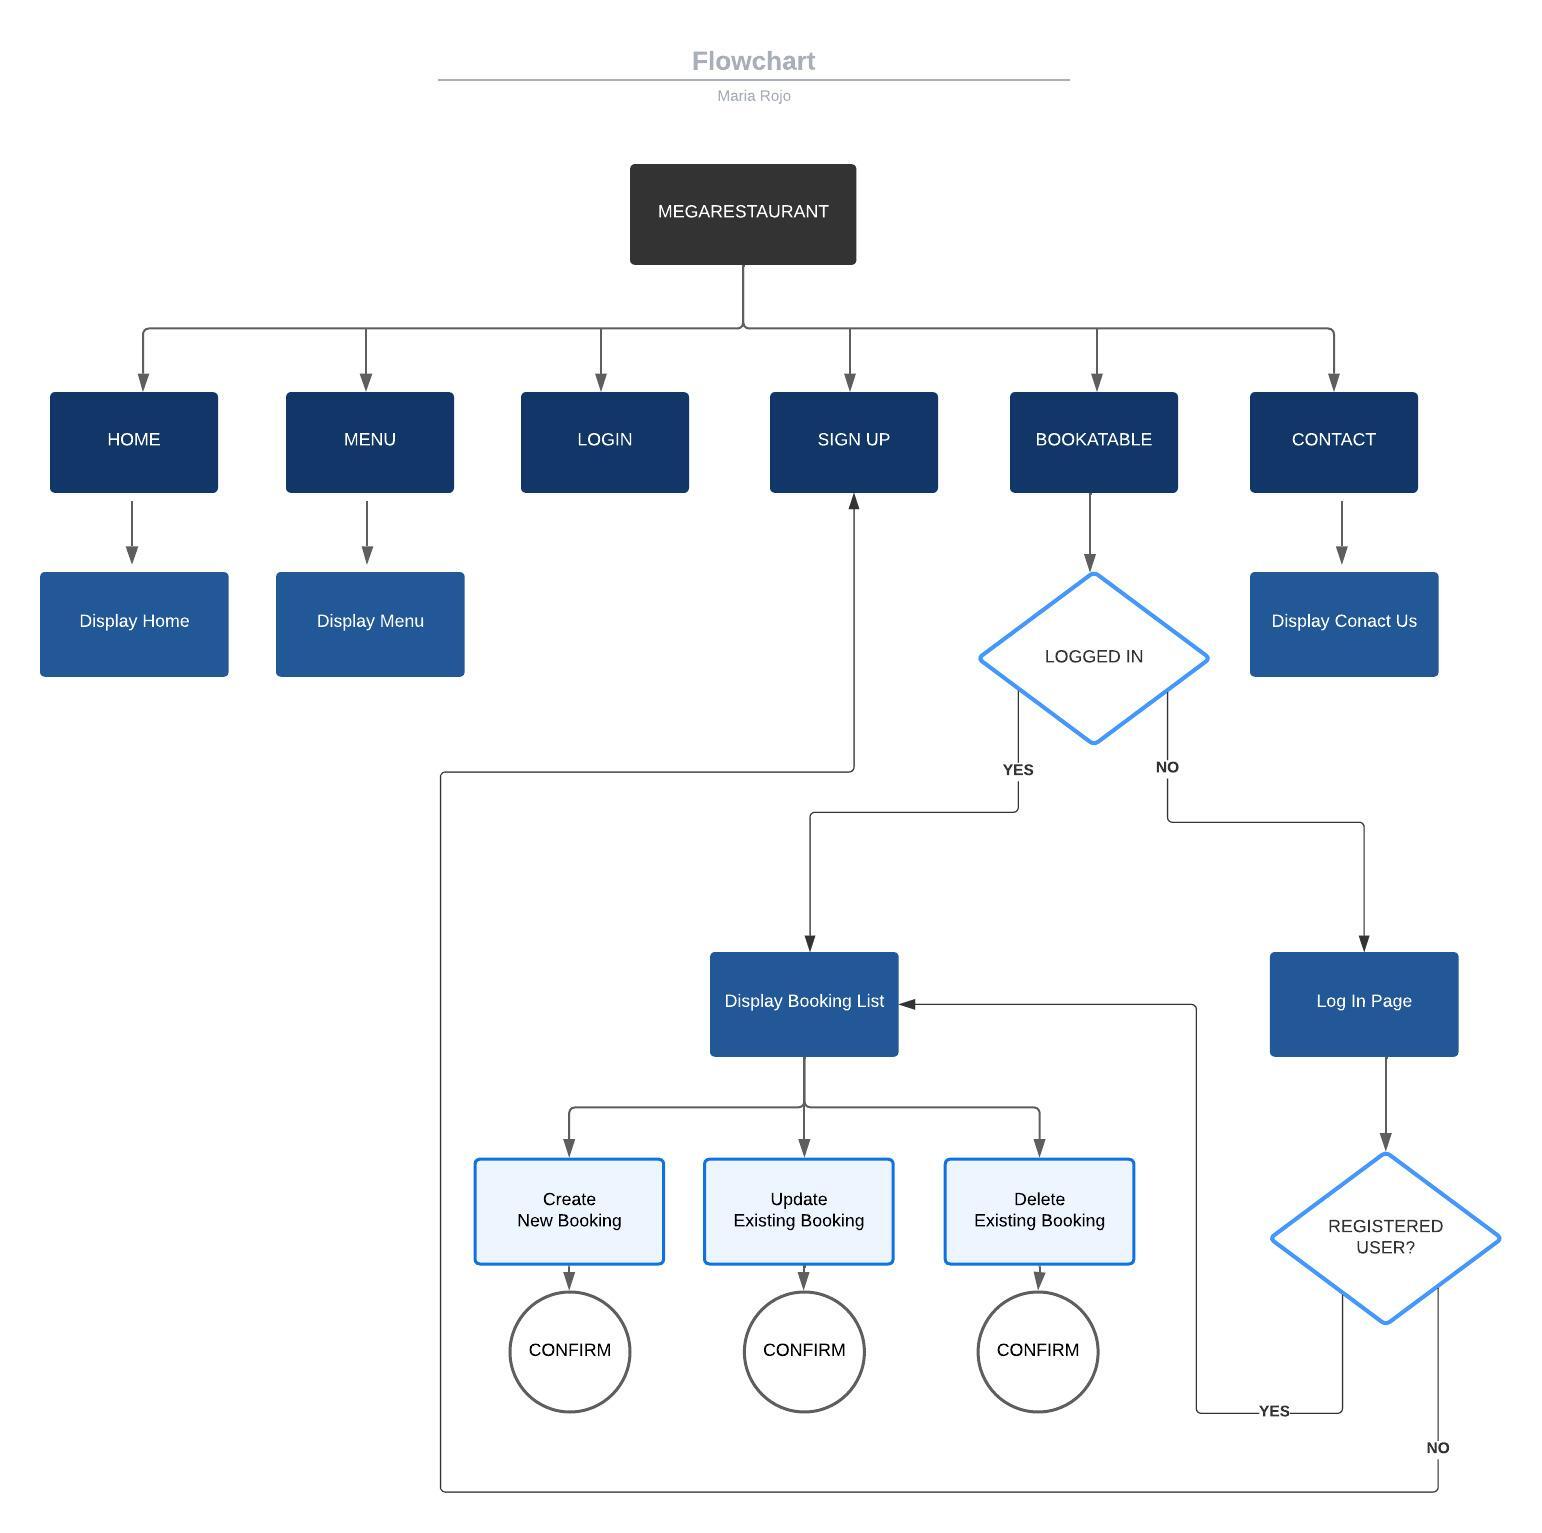 Flowchart
Maria Rojo
MEGARESTAURANT
HOME
MENU
LOGIN
SIGN UP
BOOKATABLE
CONTACT
Display Home
Display Menu
LOGGED IN
Display Conact Us
YES
NO
Display Booking List
Log In Page
Create
New Booking
Update
Existing Booking
Delete
Existing Booking
REGISTERED
USER?
CONFIRM
CONFIRM
CONFIRM
YES
NO